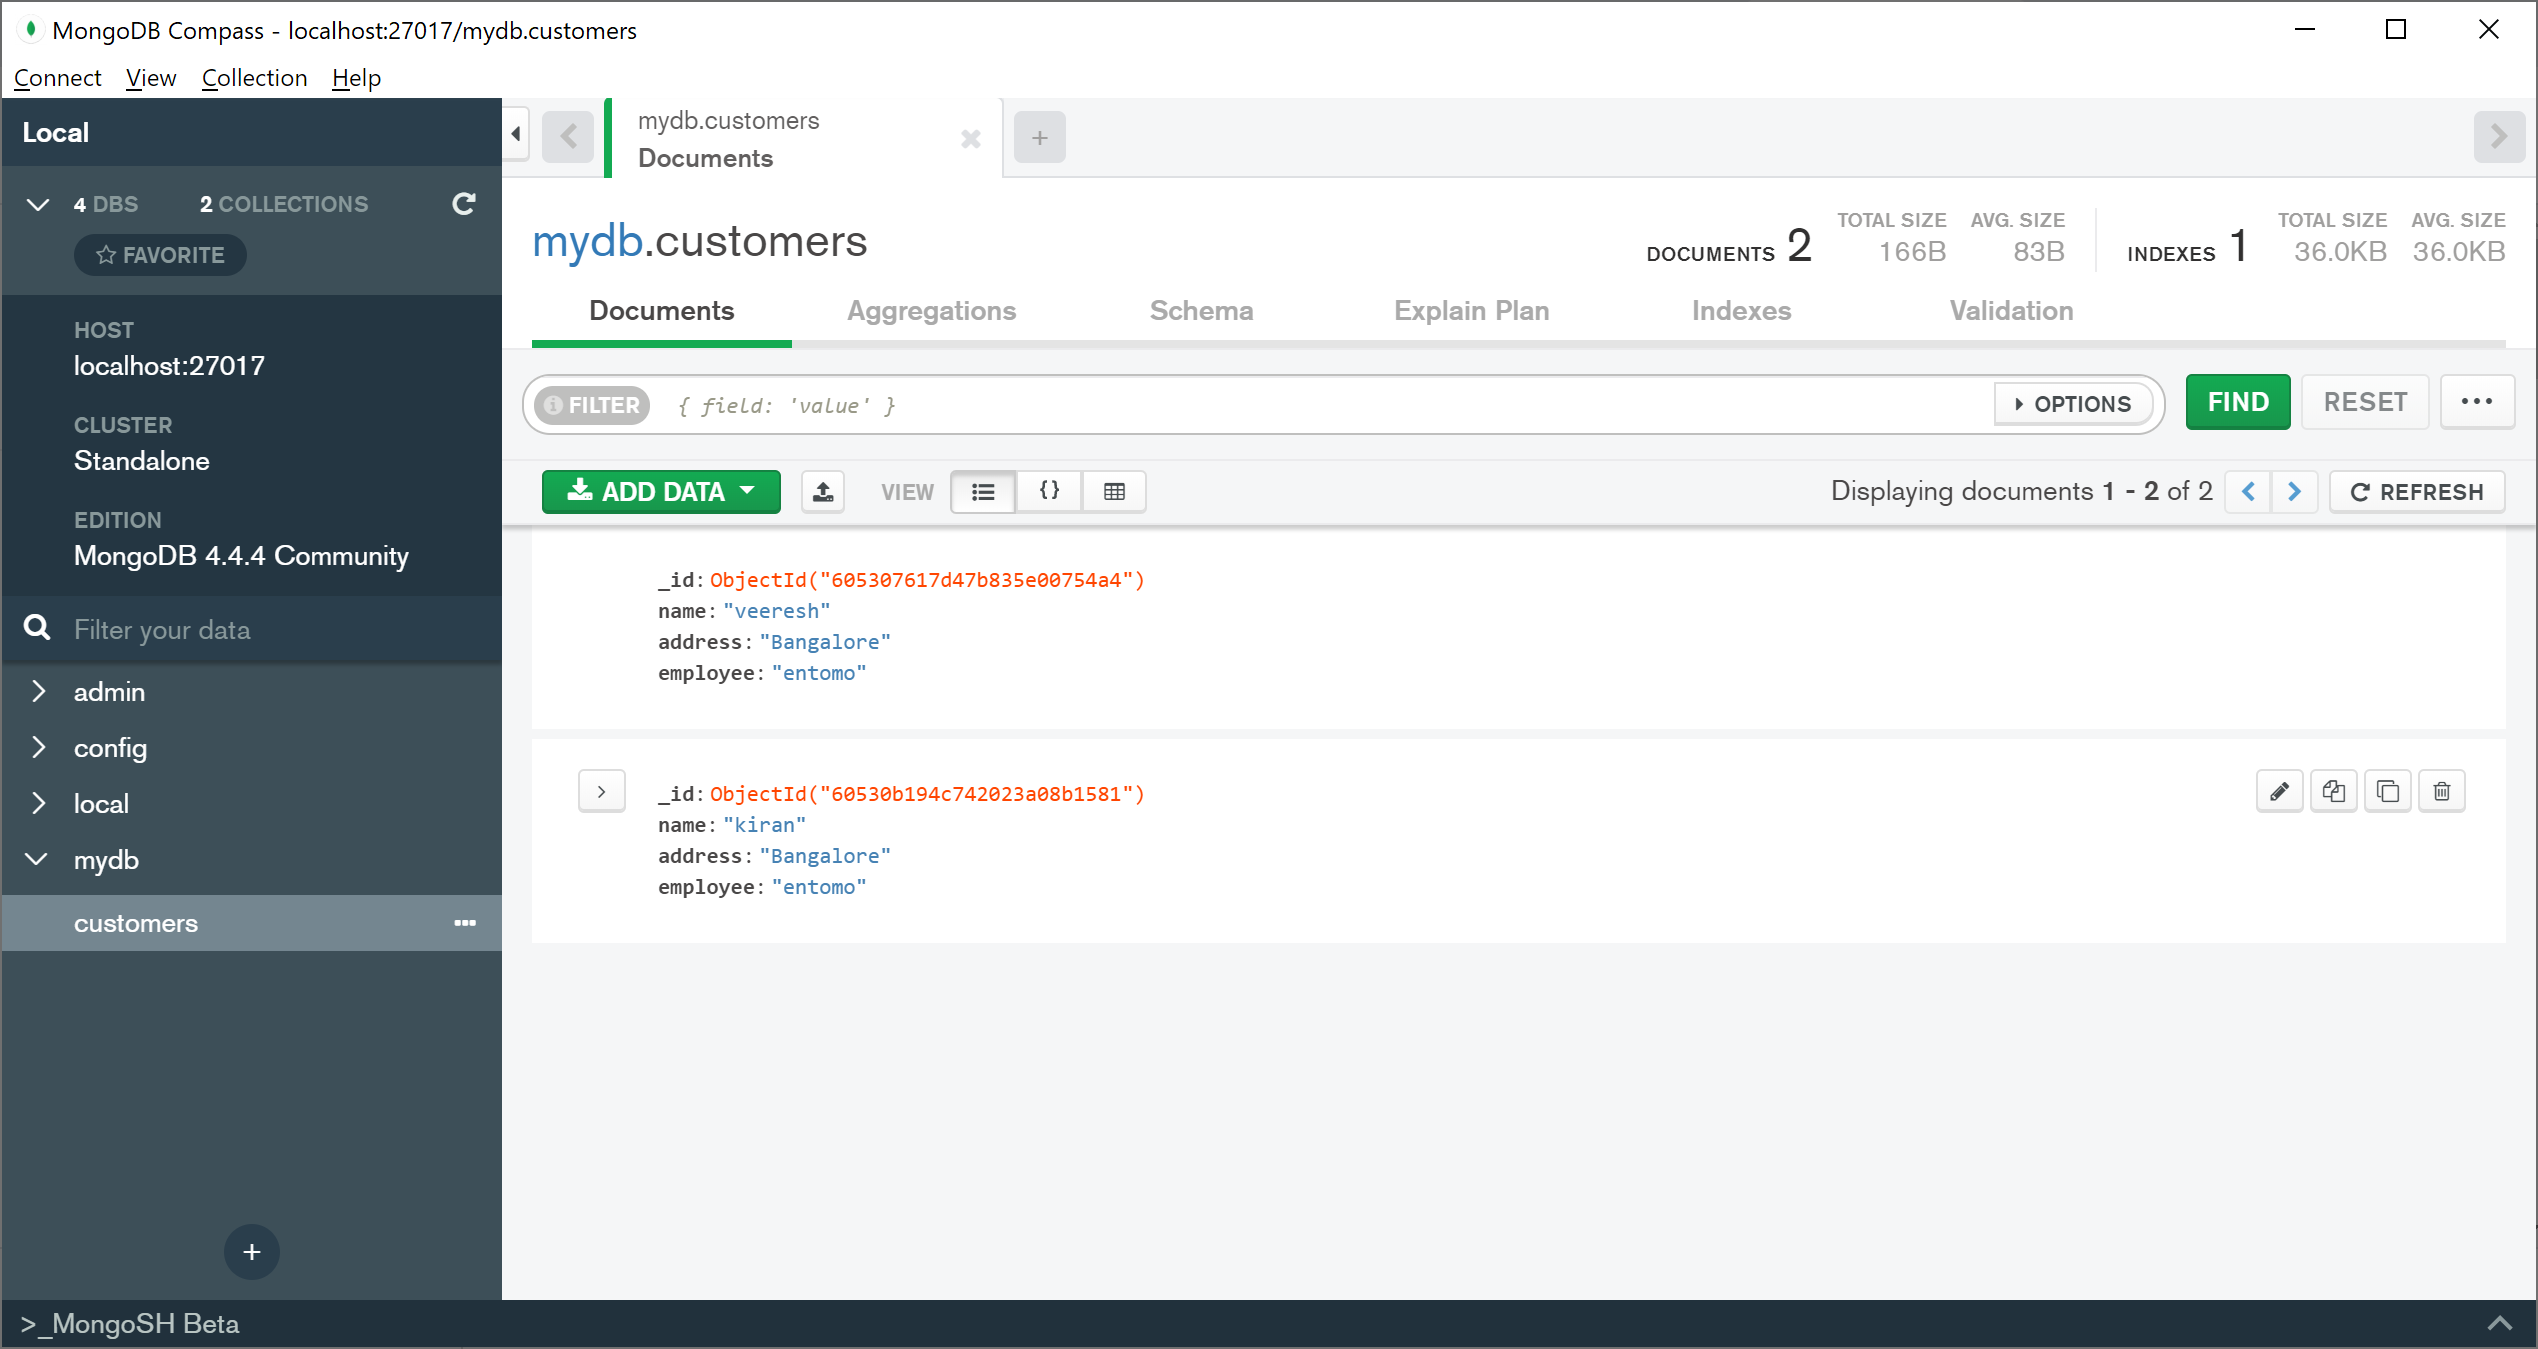 MongoDB Compass - localhost:27017/mydb.customers
Connect View Collection Help
Local
4 DBS 2 COLLECTIONS
FAVORITE
HOST
localhost:27017
CLUSTER
Standalone
EDITION
MongoDB 4.4.4 Community
Filter your data
admin
config
local
mydb
customers
mydb.customers
Documents
mydb.customers
DOCUMENTS 2 TOTAL SIZE 166B AVG. SIZE 83B INDEXES 1 TOTAL SIZE 36.0KB AVG. SIZE 36.0KB
Documents Aggregations Schema Explain Plan Indexes Validation
FILTER { field: 'value' } OPTIONS FIND RESET
ADD DATA VIEW {} Displaying documents 1 - 2 of 2 REFRESH
_id: ObjectId("605307617d47b835e00754a4")
name: "veeresh"
address: "Bangalore"
employee: "entomo"
_id: ObjectId("60530b194c742023a08b1581")
name: "kiran"
address: "Bangalore"
employee: "entomo"
>_MongoSH Beta